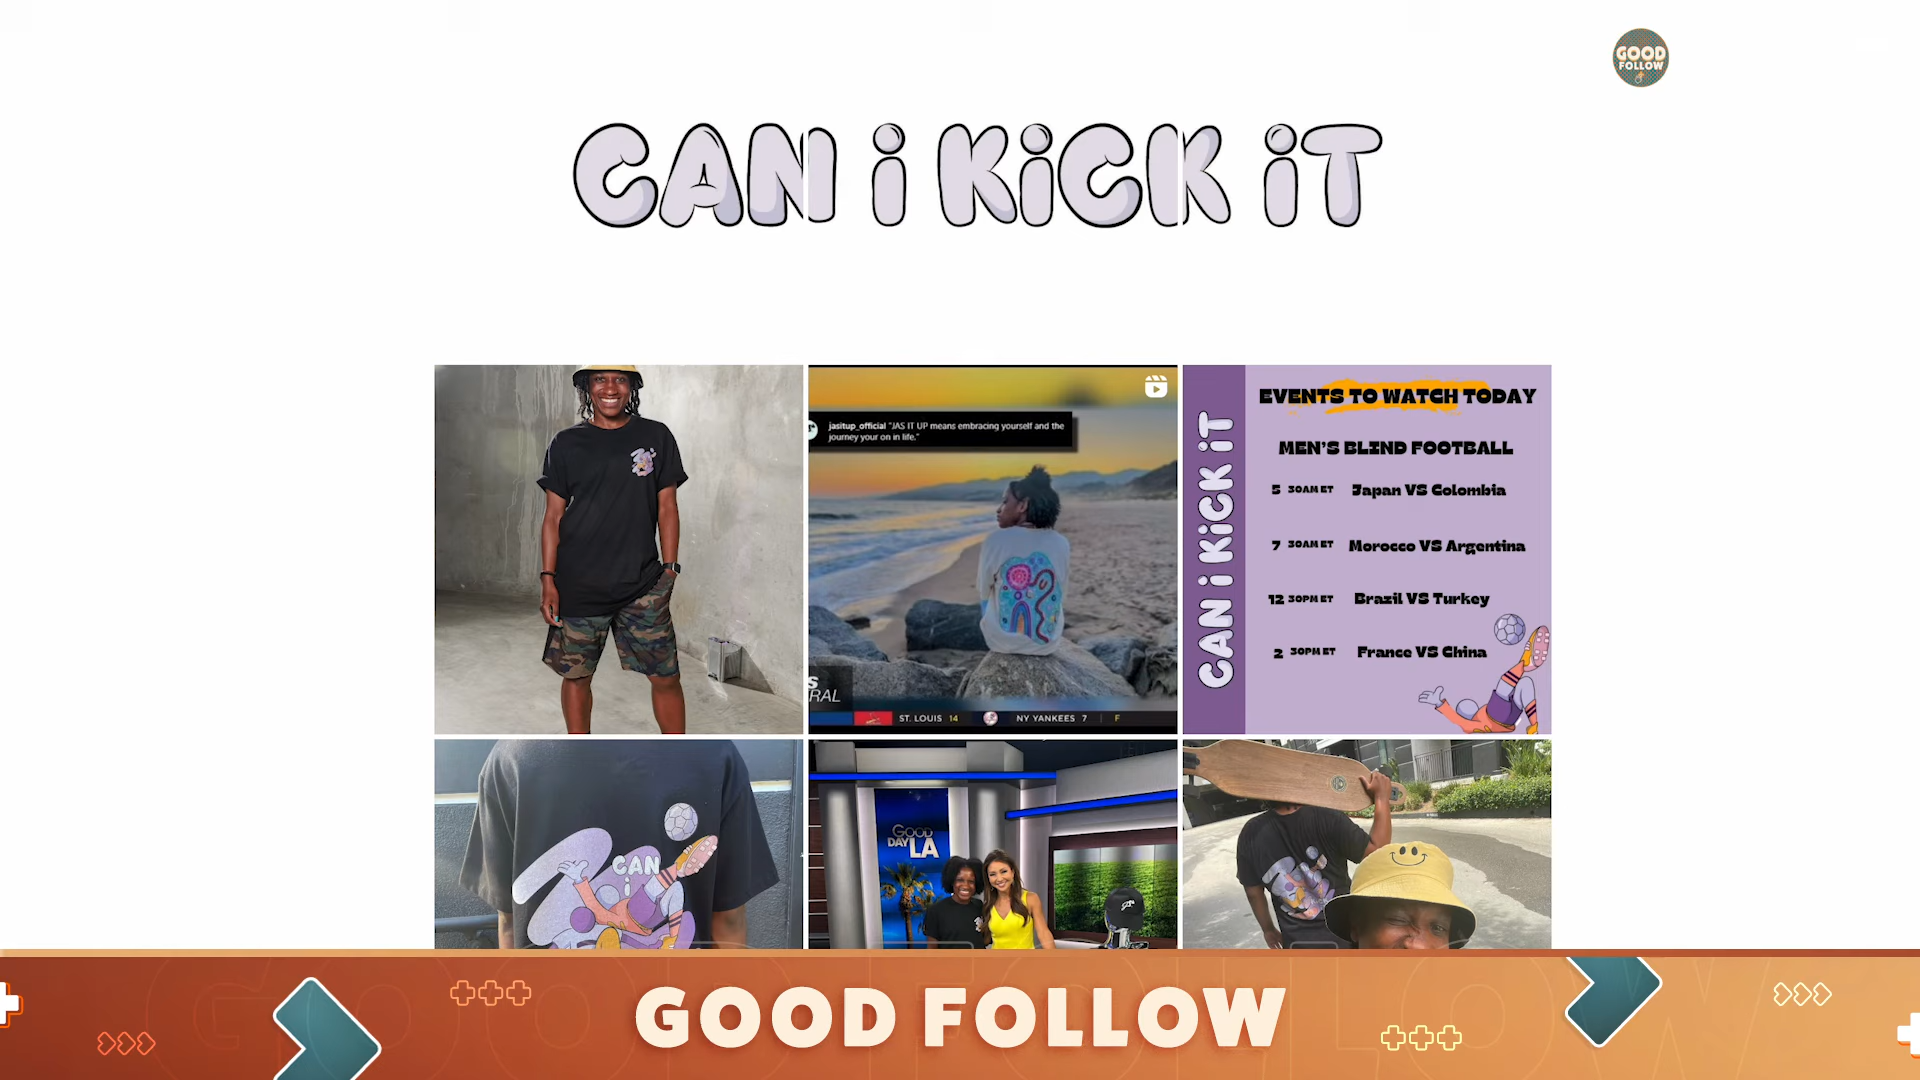 GOOD
FOLLOW
CAN i KiCK iT
jasitup_official "JAS IT UP means embracing yourself and the
journey your on in life."
RAL
ST. LOUIS 14 NY YANKEES 7 F
CAN i KiCK iT
EVENTS TO WATCH TODAY
MEN'S BLIND FOOTBALL
5 30AM ET Japan VS Colombia
7 30AM ET Morocco VS Argentina
12 30PM ET Brazil VS Turkey
2 30PM ET France VS China
CAN
i
GOOD
DAY LA
GOOD FOLLOW